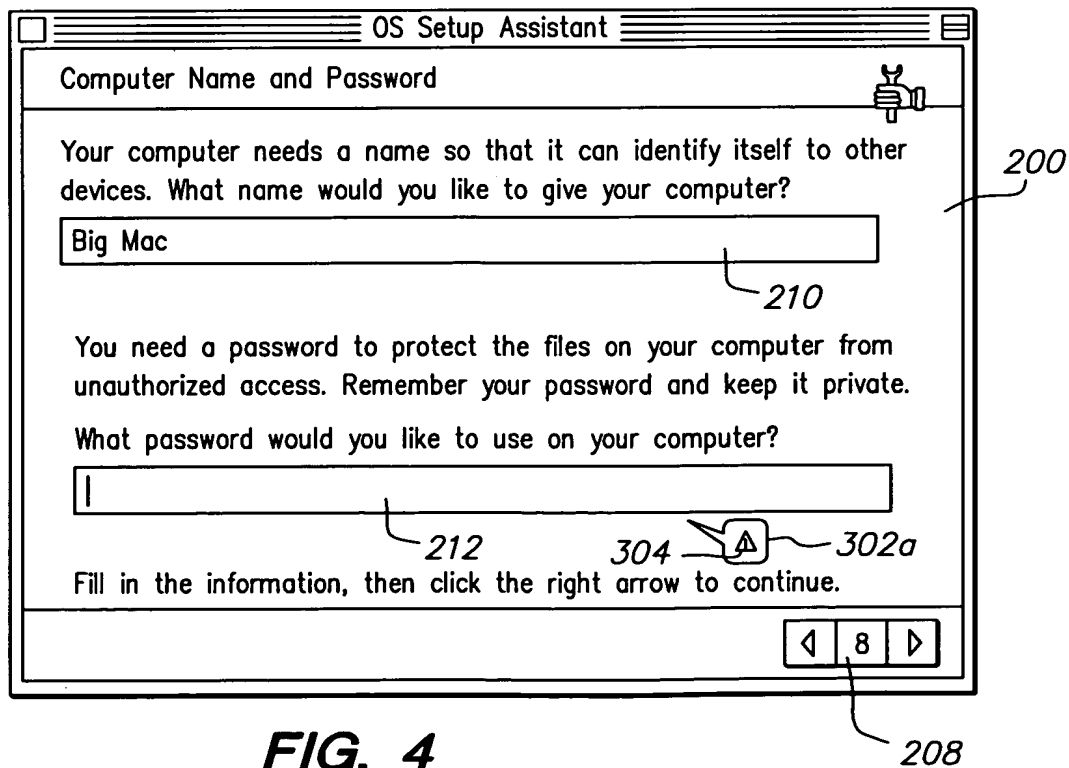 OS Setup Assistant
Computer Name and Password
Your computer needs a name so that it can identify itself to other
devices. What name would you like to give your computer?
200
Big Mac
210
You need a password to protect the files on your computer from
unauthorized access. Remember your password and keep it private.
What password would you like to use on your computer?
212
304
302a
Fill in the information, then click the right arrow to continue.
8
FIG. 4
208